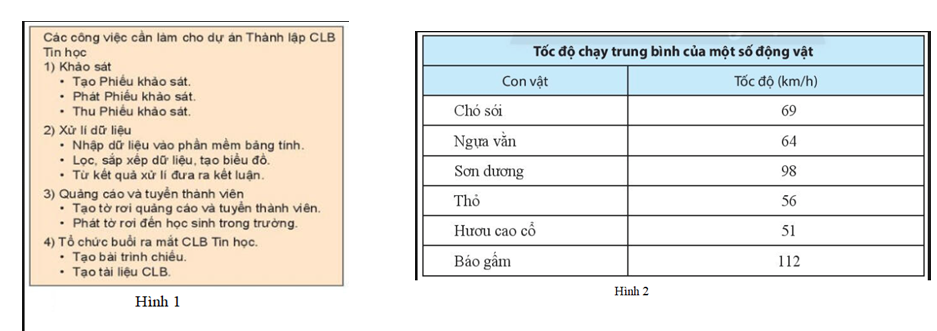 Các công việc cần làm cho dự án Thành lập CLB
Tin học
1) Khảo sát
• Tạo Phiếu khảo sát.
• Phát Phiếu khảo sát.
• Thu Phiếu khảo sát.
2) Xử lí dữ liệu
• Nhập dữ liệu vào phần mềm bảng tính.
• Lọc, sắp xếp dữ liệu, tạo biểu đồ.
• Từ kết quả xử lí đưa ra kết luận.
3) Quảng cáo và tuyển thành viên
• Tạo tờ rơi quảng cáo và tuyển thành viên.
• Phát tờ rơi đến học sinh trong trường.
4) Tổ chức buổi ra mắt CLB Tin học.
• Tạo bài trình chiếu.
• Tạo tài liệu CLB.
Hình 1
Tốc độ chạy trung bình của một số động vật
Con vật Tốc độ (km/h)
Chó sói 69
Ngựa vằn 64
Sơn dương 98
Thỏ 56
Hươu cao cổ 51
Báo gấm 112
Hình 2